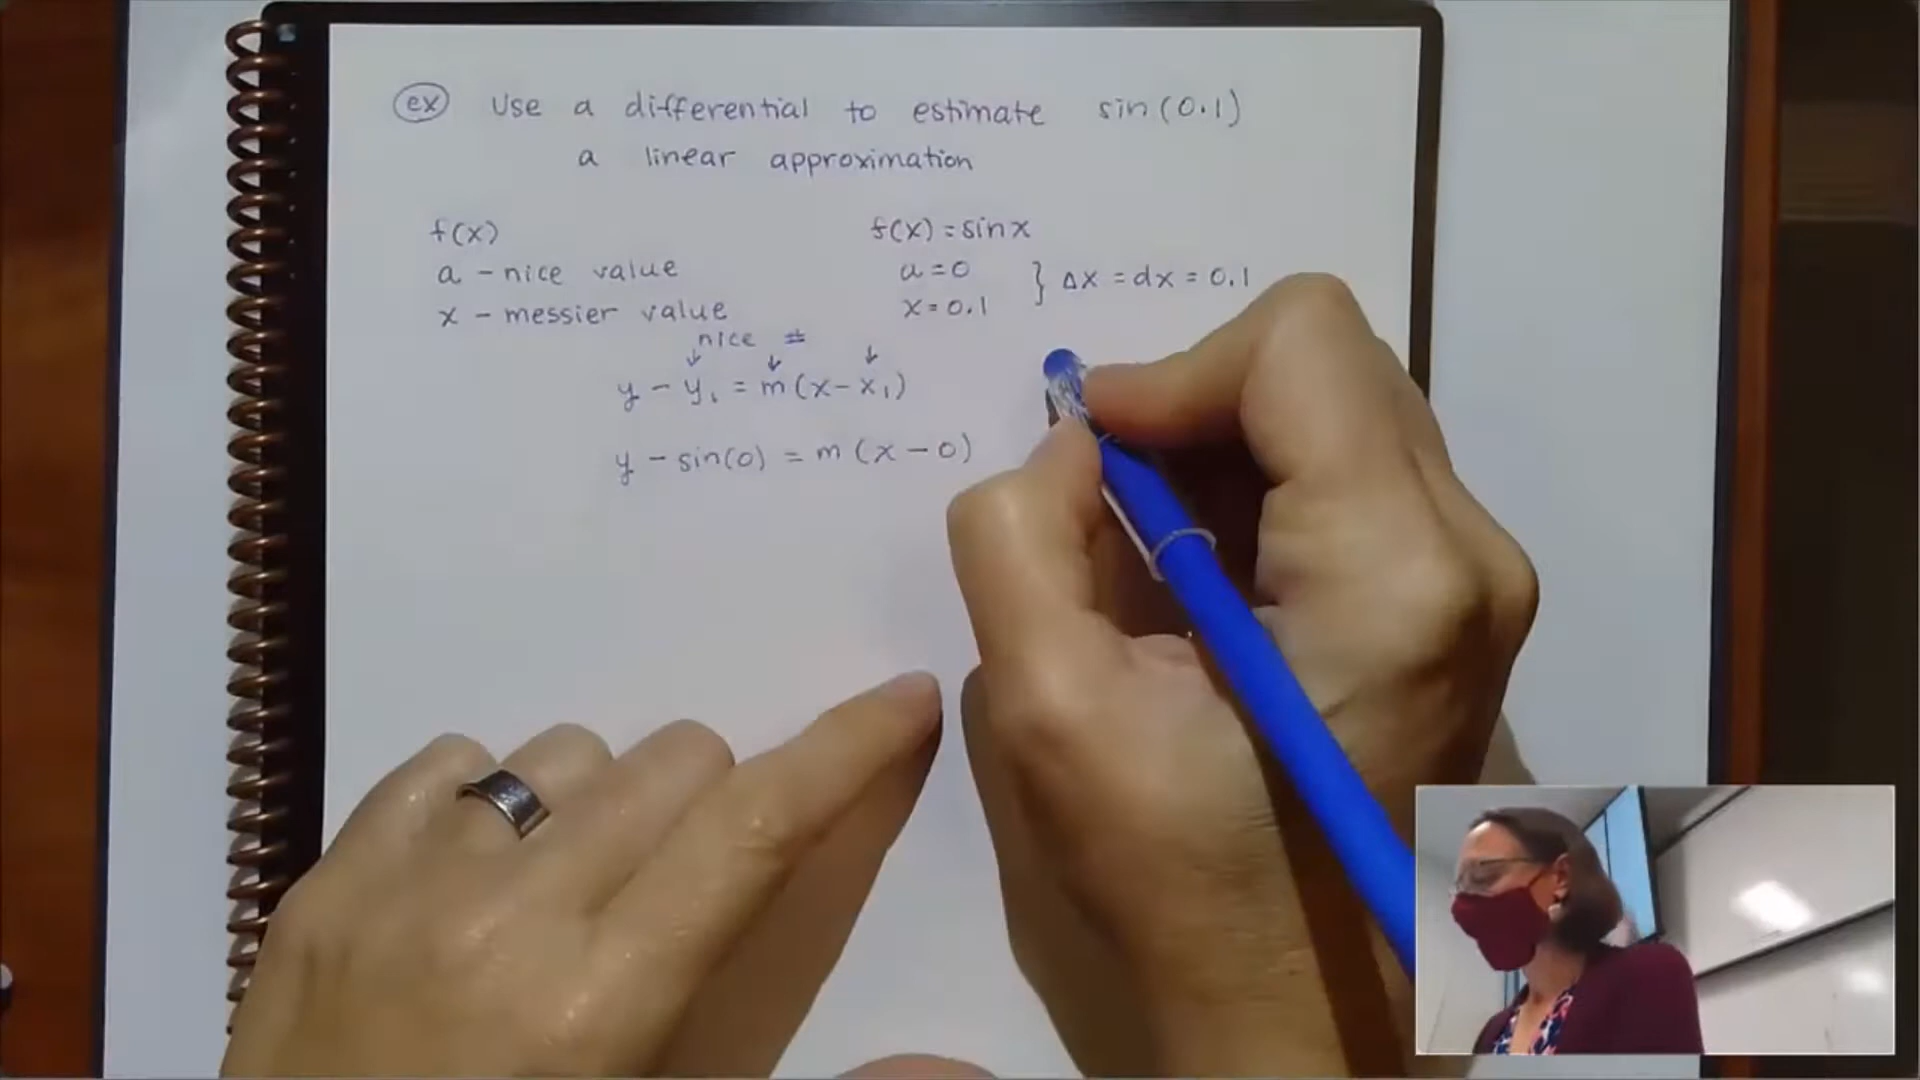 ex Use a differential to estimate sin(0.1)
a linear approximation
f(x)
a - nice value
x - messier value
f(x) = sin x
a = 0
x = 0.1
} Δx = dx = 0.1
nice #
↓ ↓ ↓
y - y₁ = m(x - x₁)
y - sin(0) = m(x - 0)